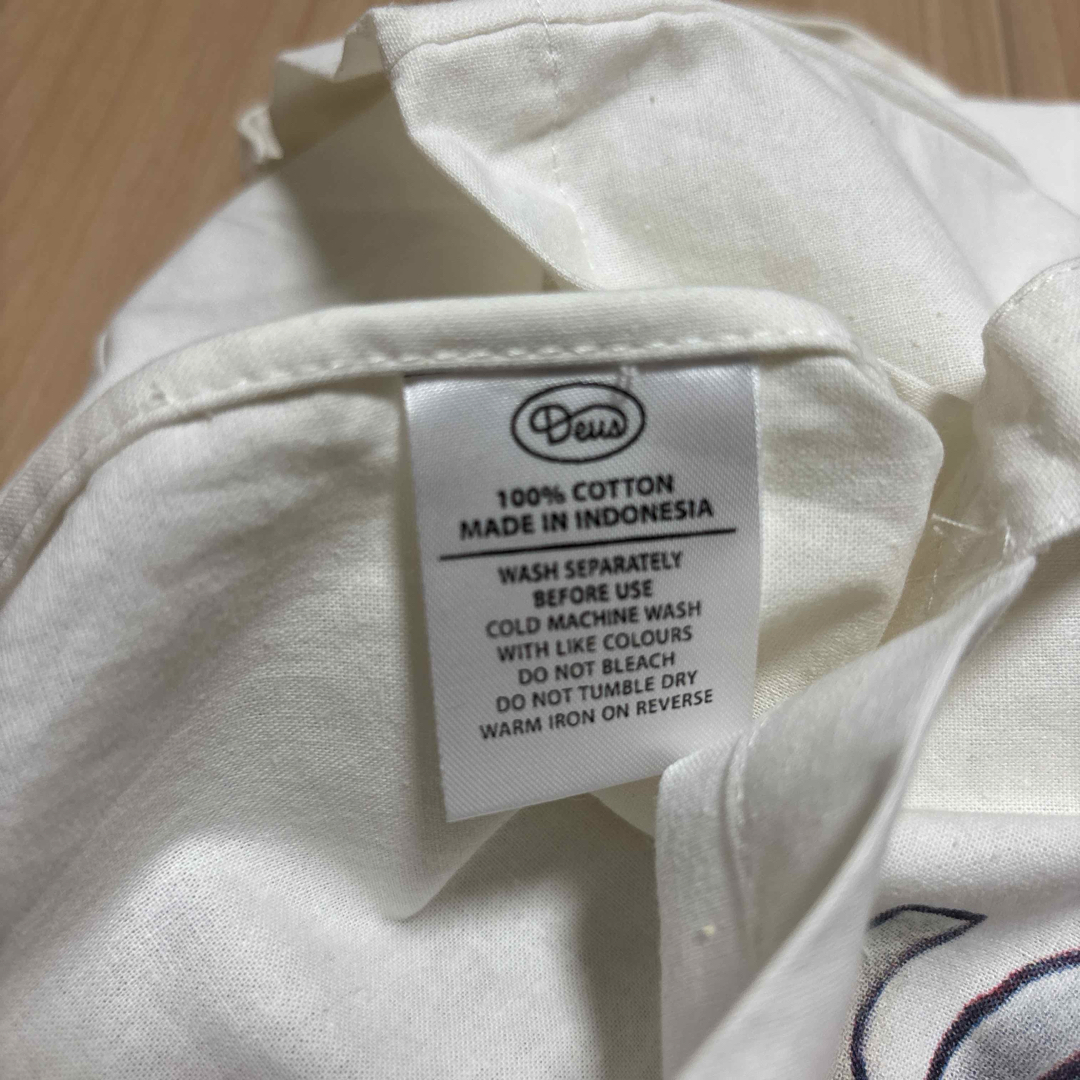 Deus
100% COTTON
MADE IN INDONESIA
WASH SEPARATELY
BEFORE USE
COLD MACHINE WASH
WITH LIKE COLOURS
DO NOT BLEACH
DO NOT TUMBLE DRY
WARM IRON ON REVERSE